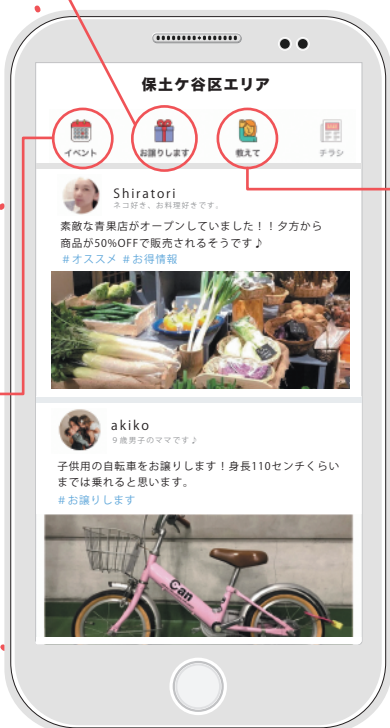 保土ケ谷区エリア
イベント
お譲りします
教えて
チラシ
Shiratori
ネコ好き、お料理好きです。
素敵な青果店がオープンしていました！！夕方から
商品が50%OFFで販売されるそうです♪
#オススメ #お得情報
akiko
9歳男子のママです♪
子供用の自転車をお譲りします！身長110センチくらい
までは乗れると思います。
#お譲りします
Can